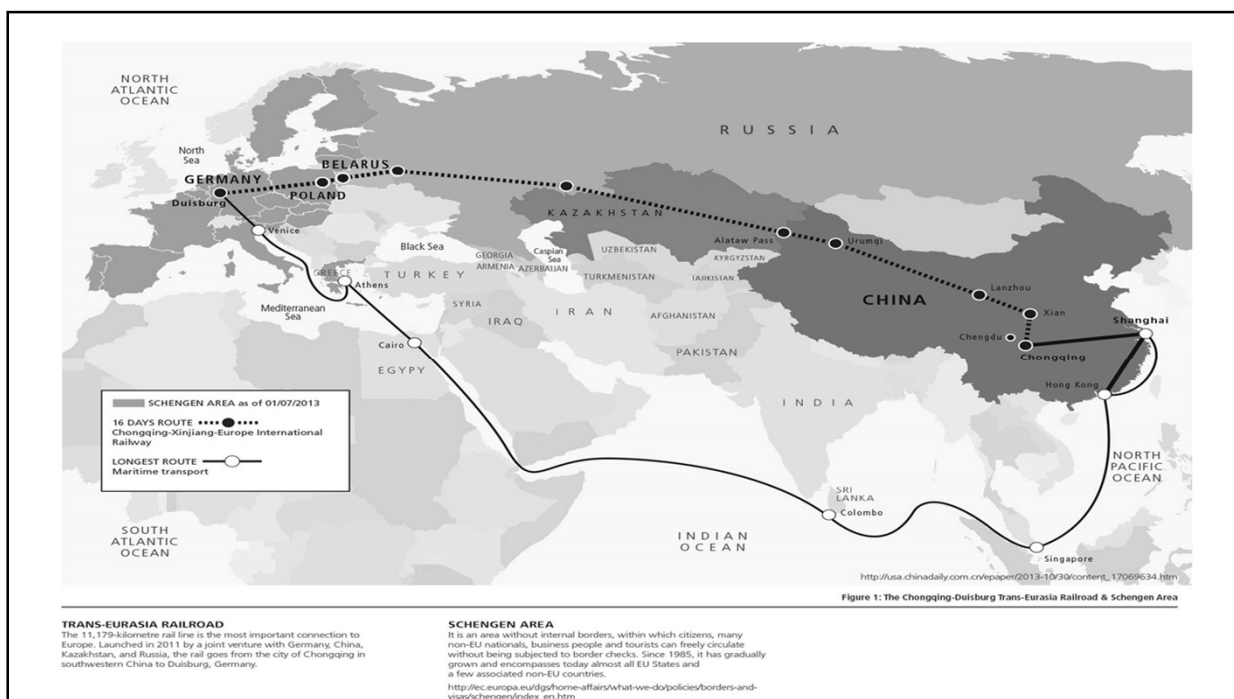 NORTH
ATLANTIC
OCEAN
RUSSIA
North
Sea
BELARUS
GERMANY
POLAND
Duisburg
KAZAKHSTAN
Venice
Alataw Pass
Urumqi
Black Sea
Caspian
Sea
UZBEKISTAN
GEORGIA
KYRGYZSTAN
ARMENIA
AZERBAIJAN
GREECE
TURKEY
TURKMENISTAN
TAJIKISTAN
Athens
Lanzhou
CHINA
Mediterranean
Sea
SYRIA
IRAN
AFGHANISTAN
Xian
Shanghai
IRAQ
Chengdu
Cairo
PAKISTAN
Chongqing
EGYPT
Hong Kong
INDIA
SCHENGEN AREA as of 01/07/2013
16 DAYS ROUTE
Chongqing-Xinjiang-Europe International
Railway
LONGEST ROUTE
Maritime transport
NORTH
PACIFIC
OCEAN
SRI
LANKA
Colombo
SOUTH
ATLANTIC
OCEAN
INDIAN
OCEAN
Singapore
http://usa.chinadaily.com.cn/epaper/2013-10/30/content_17069634.htm
Figure 1: The Chongqing-Duisburg Trans-Eurasia Railroad & Schengen Area
TRANS-EURASIA RAILROAD
The 11,179-kilometre rail line is the most important connection to
Europe. Launched in 2011 by a joint venture with Germany, China,
Kazakhstan, and Russia, the rail goes from the city of Chongqing in
southwestern China to Duisburg, Germany.
SCHENGEN AREA
It is an area without internal borders, within which citizens, many
non-EU nationals, business people and tourists can freely circulate
without being subjected to border checks. Since 1985, it has gradually
grown and encompasses today almost all EU States and
a few associated non-EU countries.
http://ec.europa.eu/dgs/home-affairs/what-we-do/policies/borders-and-
visas/schengen/index_en.htm